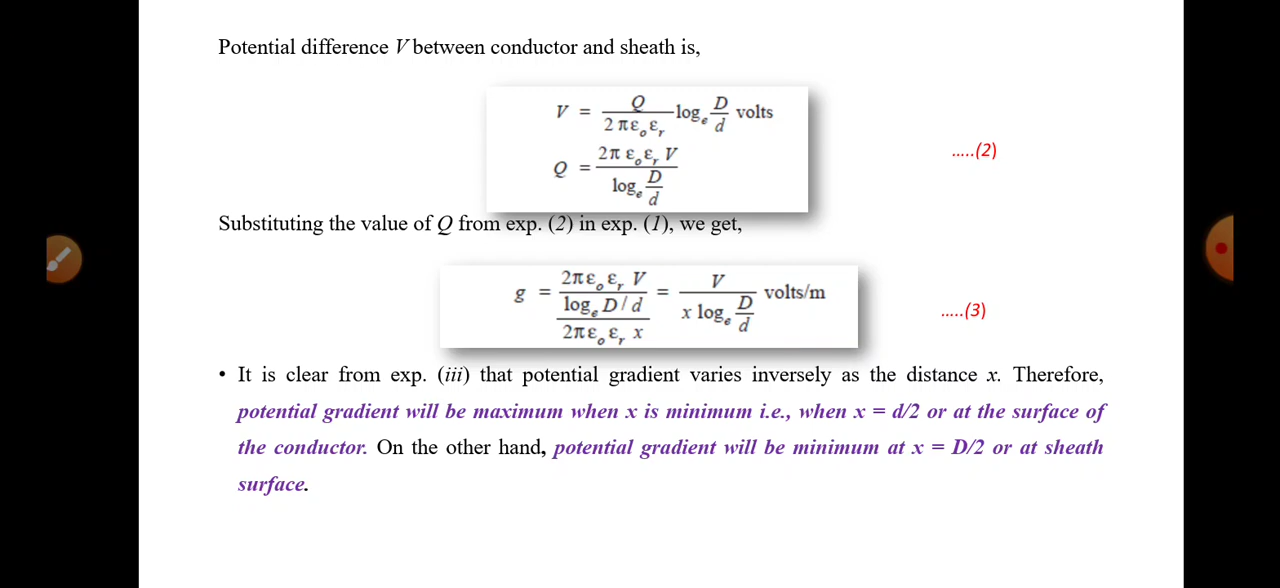 Potential difference V between conductor and sheath is,
V = Q / 2πε₀εᵣ logₑ D/d volts
Q = 2π ε₀εᵣ V / logₑ D/d
.....(2)
Substituting the value of Q from exp. (2) in exp. (1), we get,
g = (2πε₀εᵣ V / logₑ D/d) / (2πε₀εᵣ x) = V / (x logₑ D/d) volts/m
.....(3)
• It is clear from exp. (iii) that potential gradient varies inversely as the distance x. Therefore,
potential gradient will be maximum when x is minimum i.e., when x = d/2 or at the surface of
the conductor. On the other hand, potential gradient will be minimum at x = D/2 or at sheath
surface.